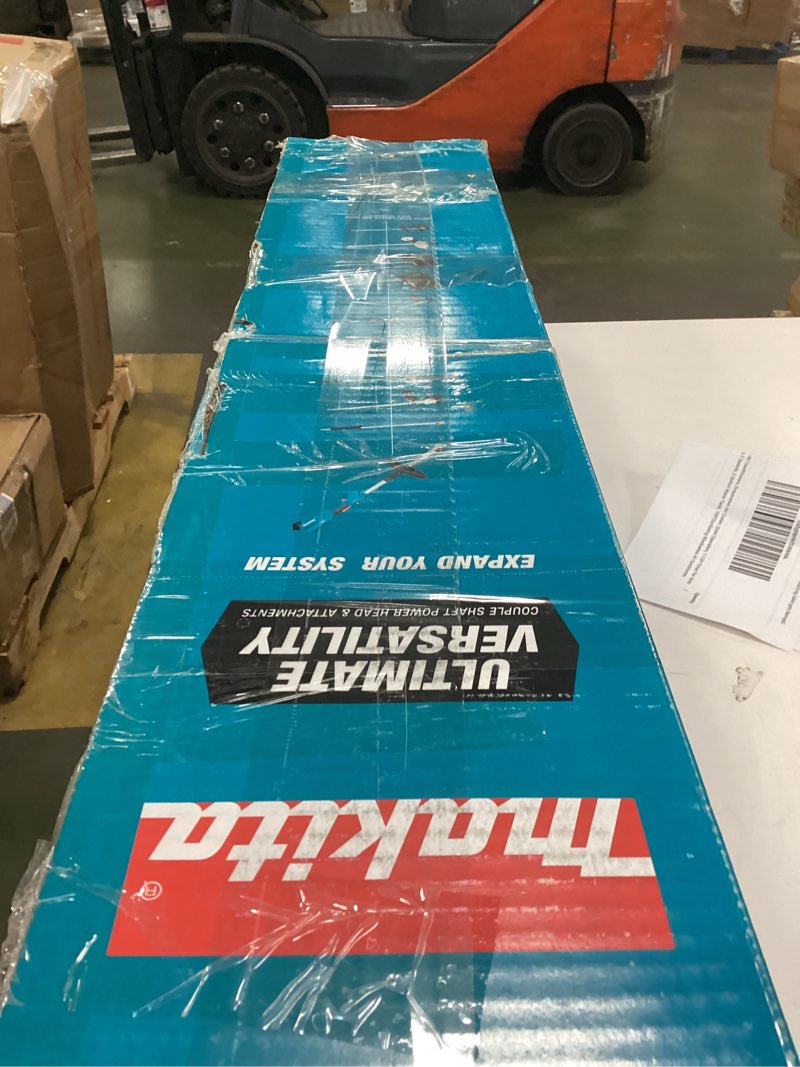 makita®
ULTIMATE
VERSATILITY
COUPLE SHAFT POWER HEAD & ATTACHMENTS
EXPAND YOUR SYSTEM